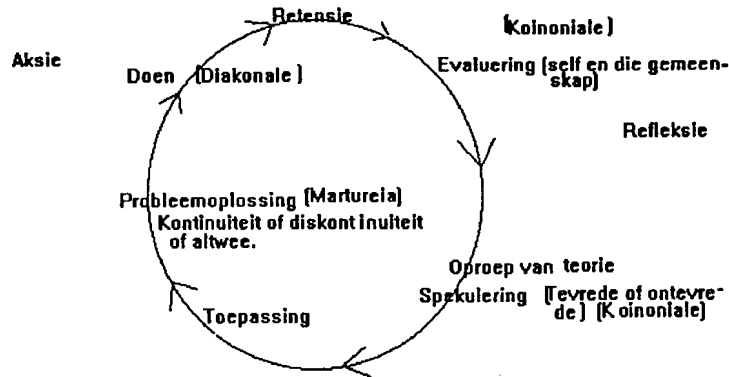 Retensie
(Koinoniale)
Aksie
Evaluering (self en die gemeen-
skap)
Doen (Diakonale)
Refleksie
Probleemoplossing (Martureia)
Kontinuiteit of diskontinuiteit
of altwee.
Oproep van teorie
Spekulering (Tevrede of ontevre-
de) (Koinoniale)
Toepassing